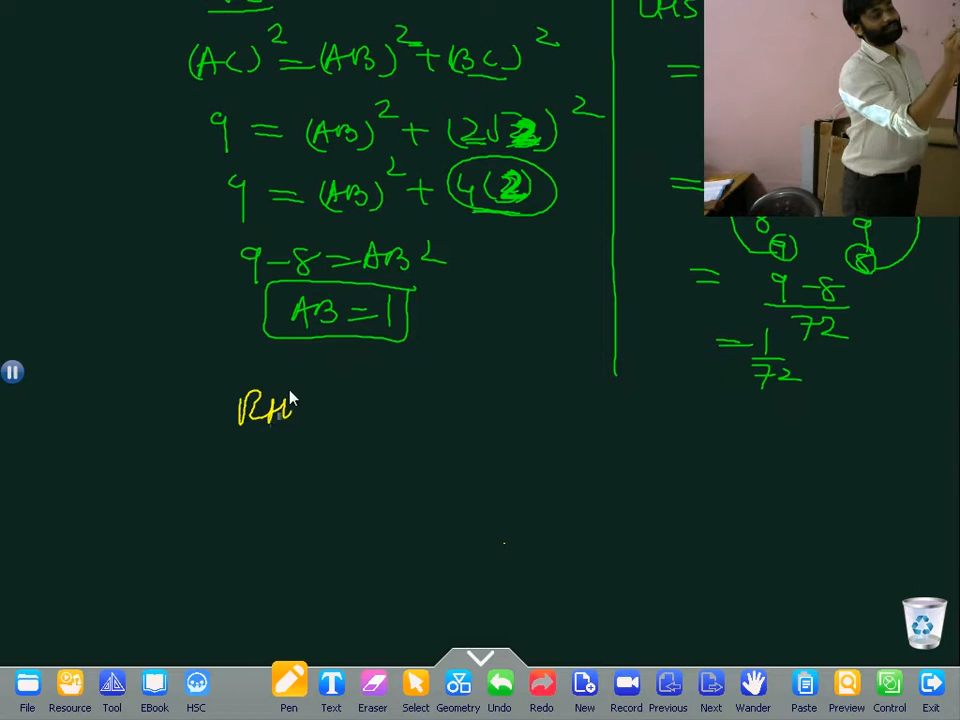 (AC)² = (AB)² + (BC)²
9 = (AB)² + (2√2)²
9 = (AB)² + 4(2)
9 - 8 = AB²
AB = 1
RH
LHS
=
=
8 9 9 8
= 9 - 8 / 72
= 1 / 72
File Resource Tool EBook HSC Pen Text Eraser Select Geometry Undo Redo New Record Previous Next Wander Paste Preview Control Exit